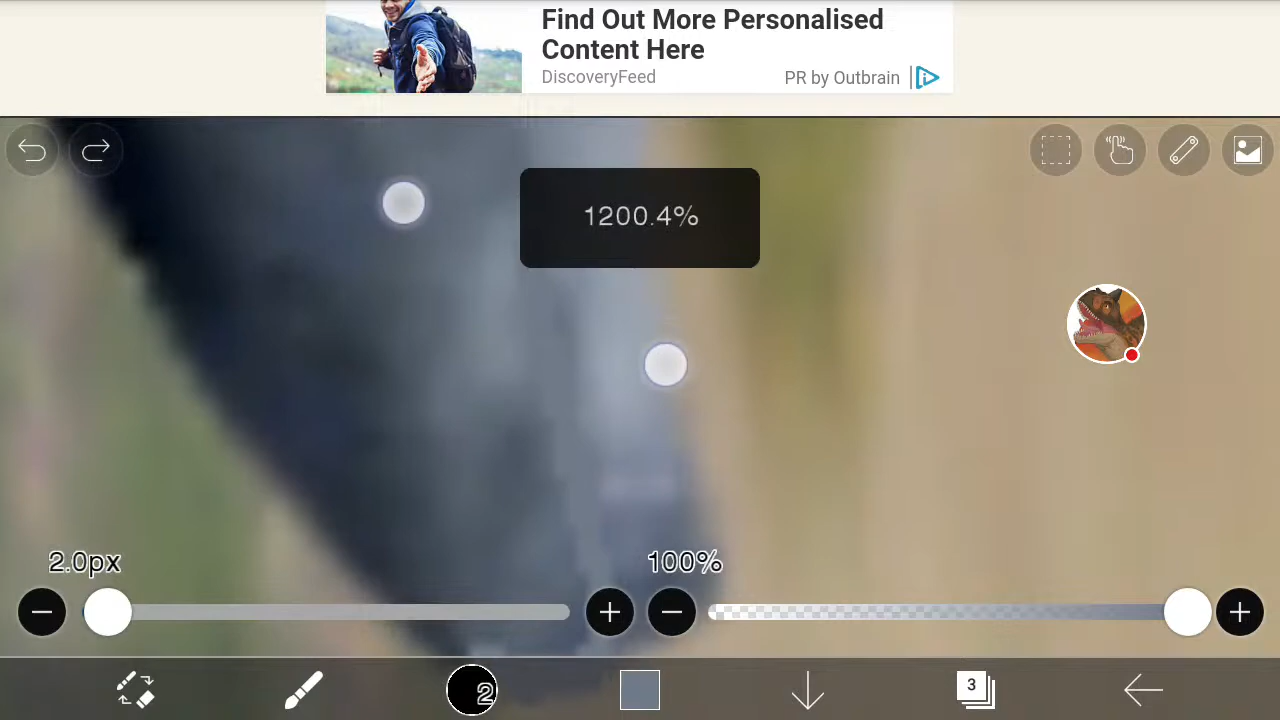 Find Out More Personalised
Content Here
DiscoveryFeed
PR by Outbrain
1200.4%
2.0px
100%
2
3